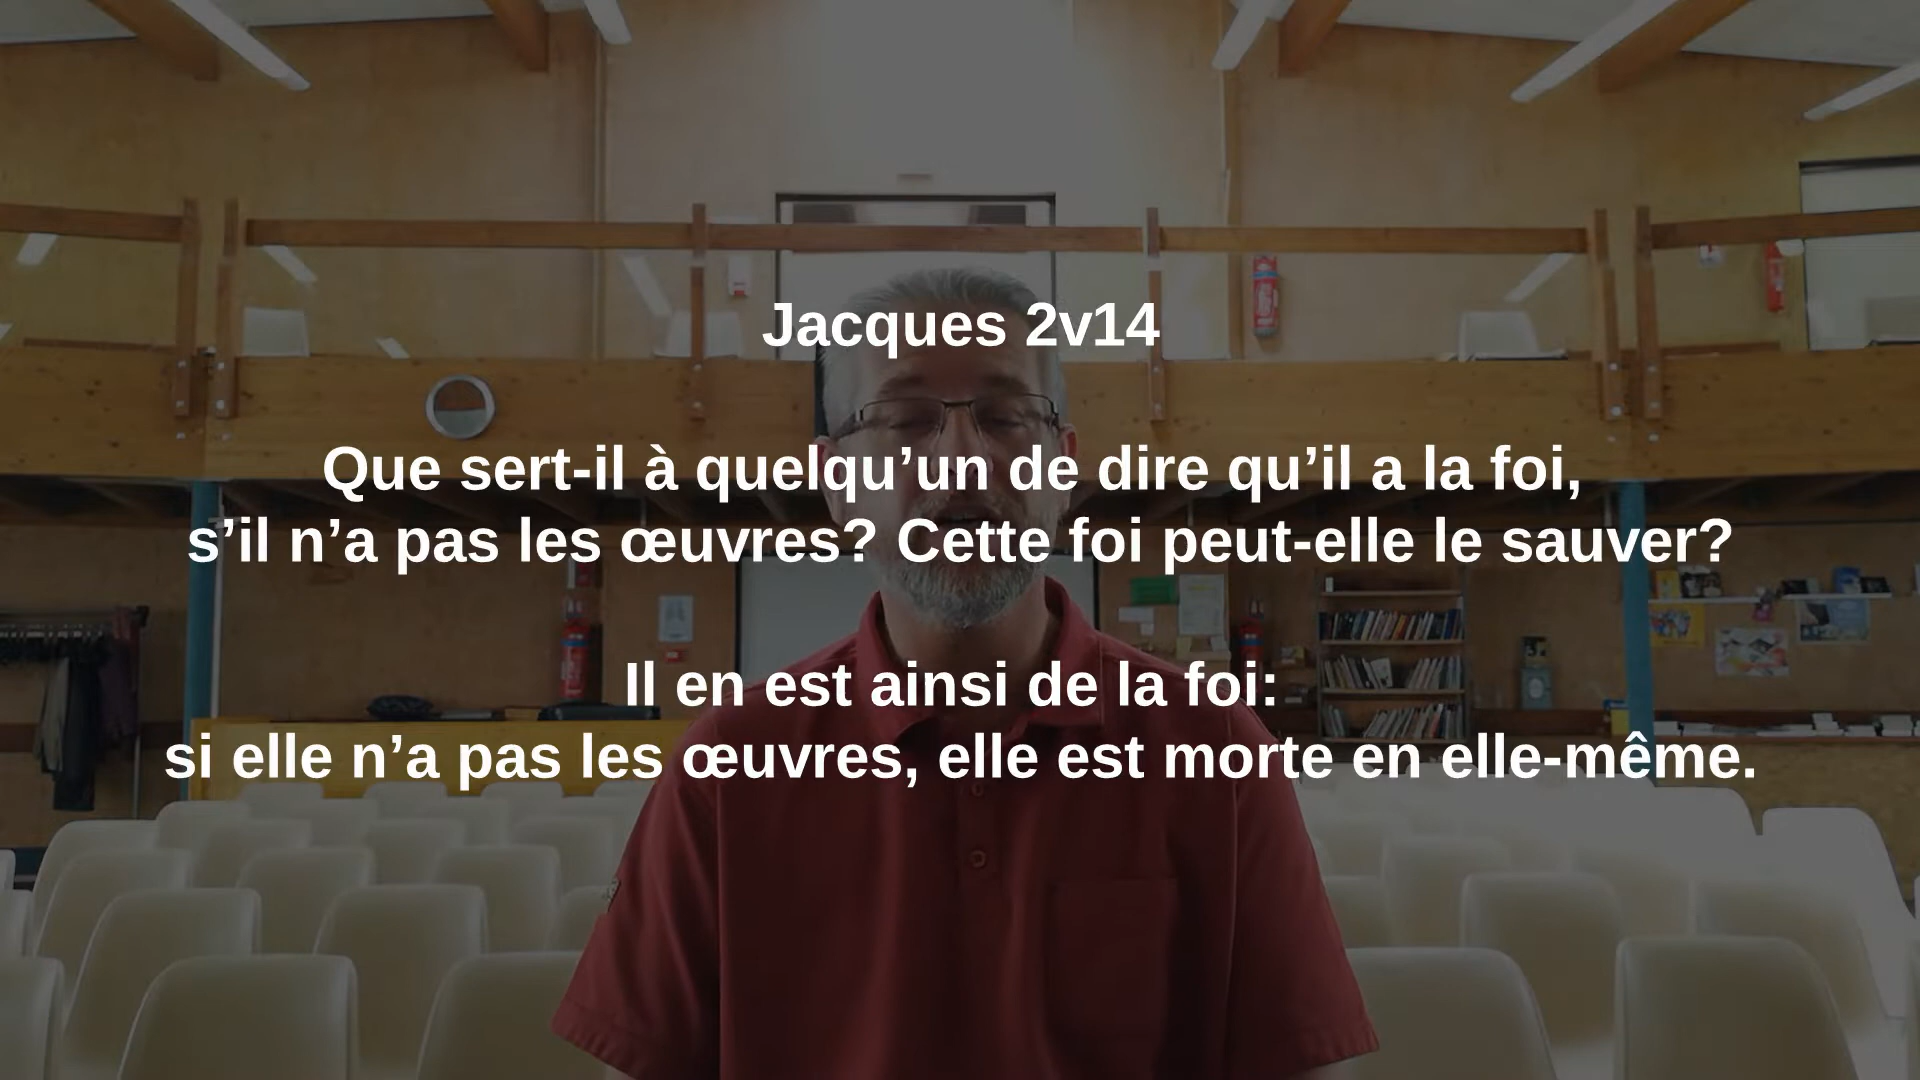 Jacques 2v14
Que sert-il à quelqu’un de dire qu’il a la foi,
s’il n’a pas les œuvres? Cette foi peut-elle le sauver?
Il en est ainsi de la foi:
si elle n’a pas les œuvres, elle est morte en elle-même.